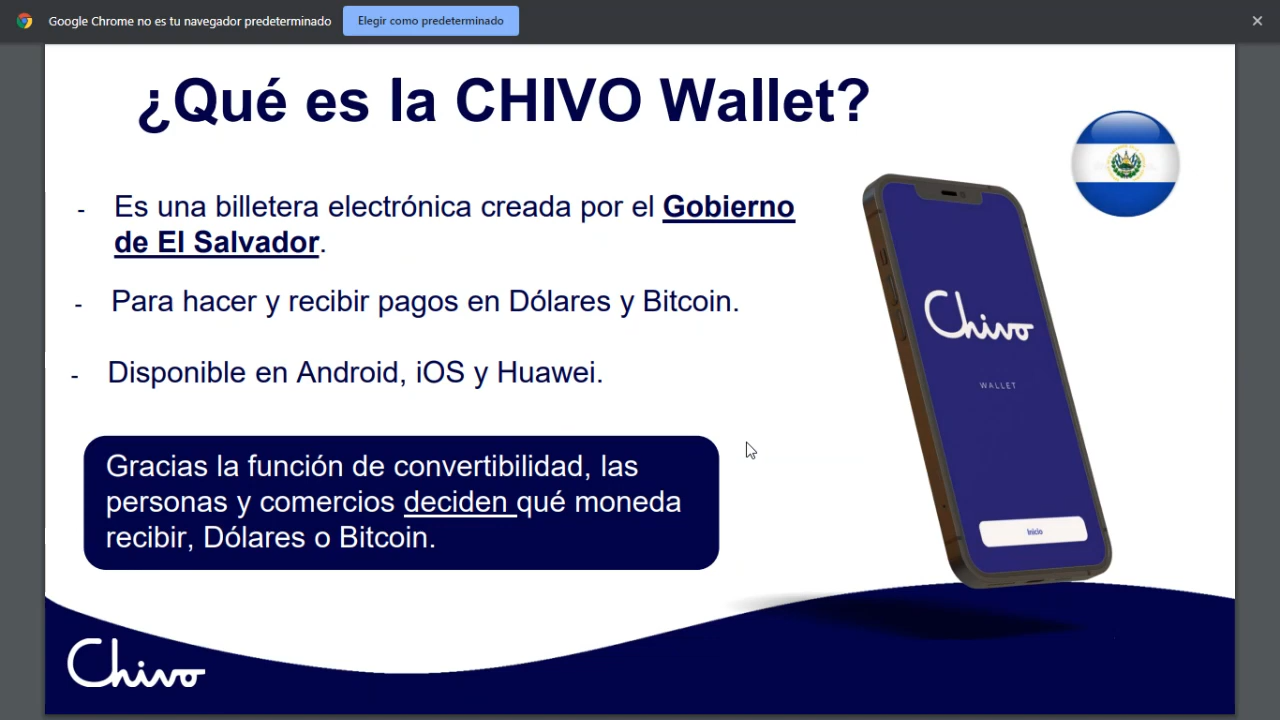 Google Chrome no es tu navegador predeterminado
Elegir como predeterminado
¿Qué es la CHIVO Wallet?
- Es una billetera electrónica creada por el Gobierno
de El Salvador.
- Para hacer y recibir pagos en Dólares y Bitcoin.
- Disponible en Android, iOS y Huawei.
Gracias la función de convertibilidad, las
personas y comercios deciden qué moneda
recibir, Dólares o Bitcoin.
Chivo
WALLET
Inicio
Chivo